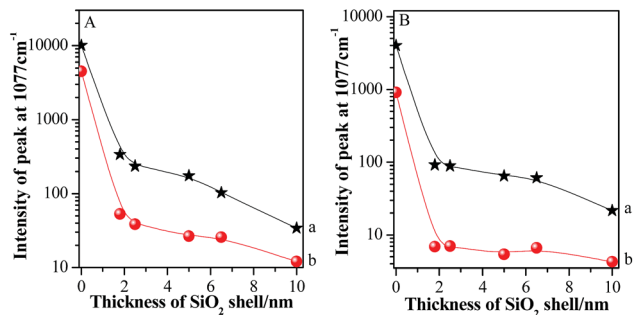 A
Intensity of peak at 1077cm⁻¹
10000
1000
100
10
a
b
0 2 4 6 8 10
Thickness of SiO₂ shell/nm
B
Intensity of peak at 1077cm⁻¹
1000
100
10
a
b
0 2 4 6 8 10
Thickness of SiO₂ shell/nm